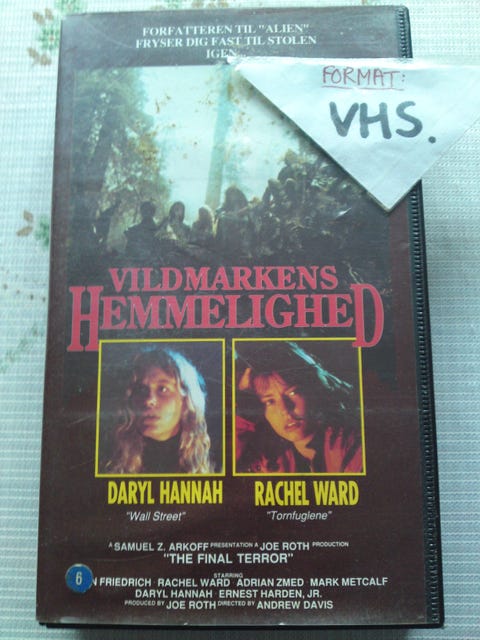 FORFATTEREN TIL "ALIEN"
FRYSER DIG FAST TIL STOLEN
IGEN...
FORMAT:
VHS.
VILDMARKENS
HEMMELIGHED
DARYL HANNAH
"Wall Street"
RACHEL WARD
"Tornfuglene"
A SAMUEL Z. ARKOFF PRESENTATION A JOE ROTH PRODUCTION
"THE FINAL TERROR"
STARRING
6
N FRIEDRICH · RACHEL WARD · ADRIAN ZMED · MARK METCALF
DARYL HANNAH · ERNEST HARDEN, JR.
PRODUCED BY JOE ROTH DIRECTED BY ANDREW DAVIS